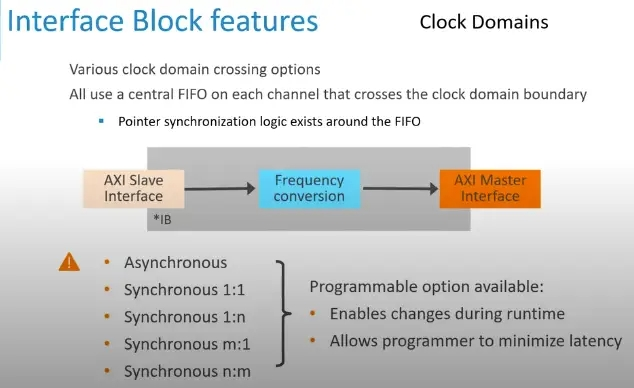 Interface Block features
Clock Domains
Various clock domain crossing options
All use a central FIFO on each channel that crosses the clock domain boundary
▪ Pointer synchronization logic exists around the FIFO
AXI Slave
Interface
Frequency
conversion
AXI Master
Interface
*IB
• Asynchronous
• Synchronous 1:1
• Synchronous 1:n
• Synchronous m:1
• Synchronous n:m
Programmable option available:
• Enables changes during runtime
• Allows programmer to minimize latency